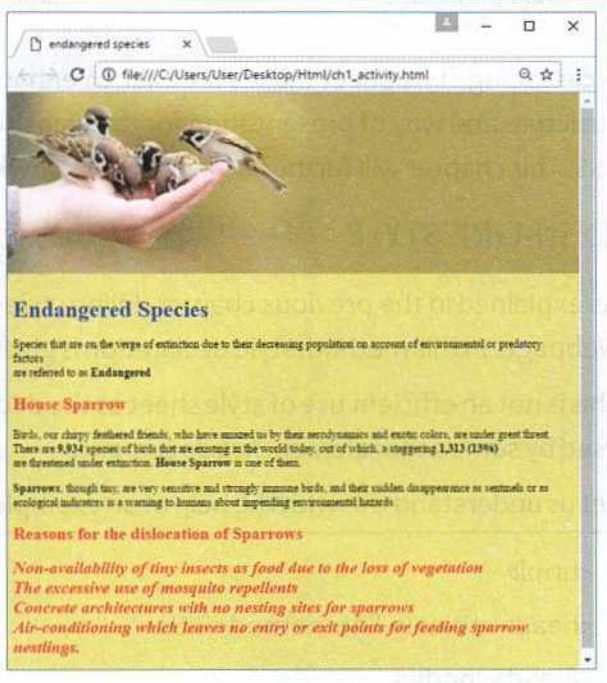 endangered species
file:///C:/Users/User/Desktop/Html/ch1_activity.html
Endangered Species
Species that are on the verge of extinction due to their decreasing population on account of environmental or predatory
factors
are referred to as Endangered
House Sparrow
Birds, our chirpy feathered friends, who have amazed us by their aerodynamics and exotic colors, are under great threat.
There are 9,934 species of birds that are existing in the world today, out of which, a staggering 1,313 (13%)
are threatened under extinction. House Sparrow is one of them.
Sparrows, though tiny, are very sensitive and strongly immune birds, and their sudden disappearance as sentinels or as
ecological indicators is a warning to humans about impending environmental hazards
Reasons for the dislocation of Sparrows
Non-availability of tiny insects as food due to the loss of vegetation
The excessive use of mosquito repellents
Concrete architectures with no nesting sites for sparrows
Air-conditioning which leaves no entry or exit points for feeding sparrow
nestlings.